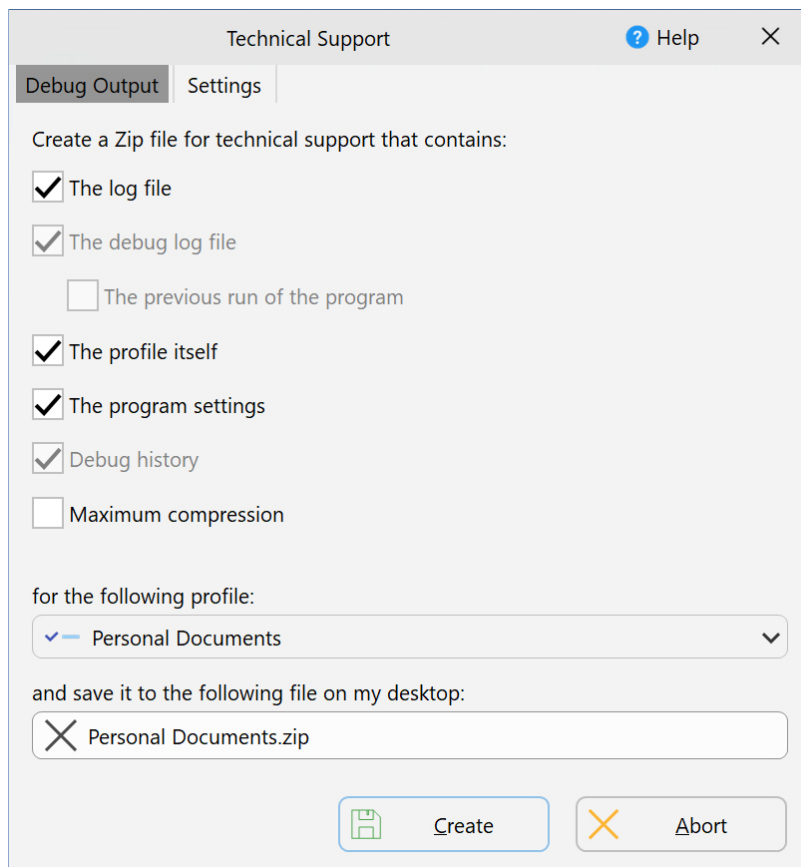 Technical Support
Help
Debug Output
Settings
Create a Zip file for technical support that contains:
The log file
The debug log file
The previous run of the program
The profile itself
The program settings
Debug history
Maximum compression
for the following profile:
Personal Documents
and save it to the following file on my desktop:
Personal Documents.zip
Create
Abort